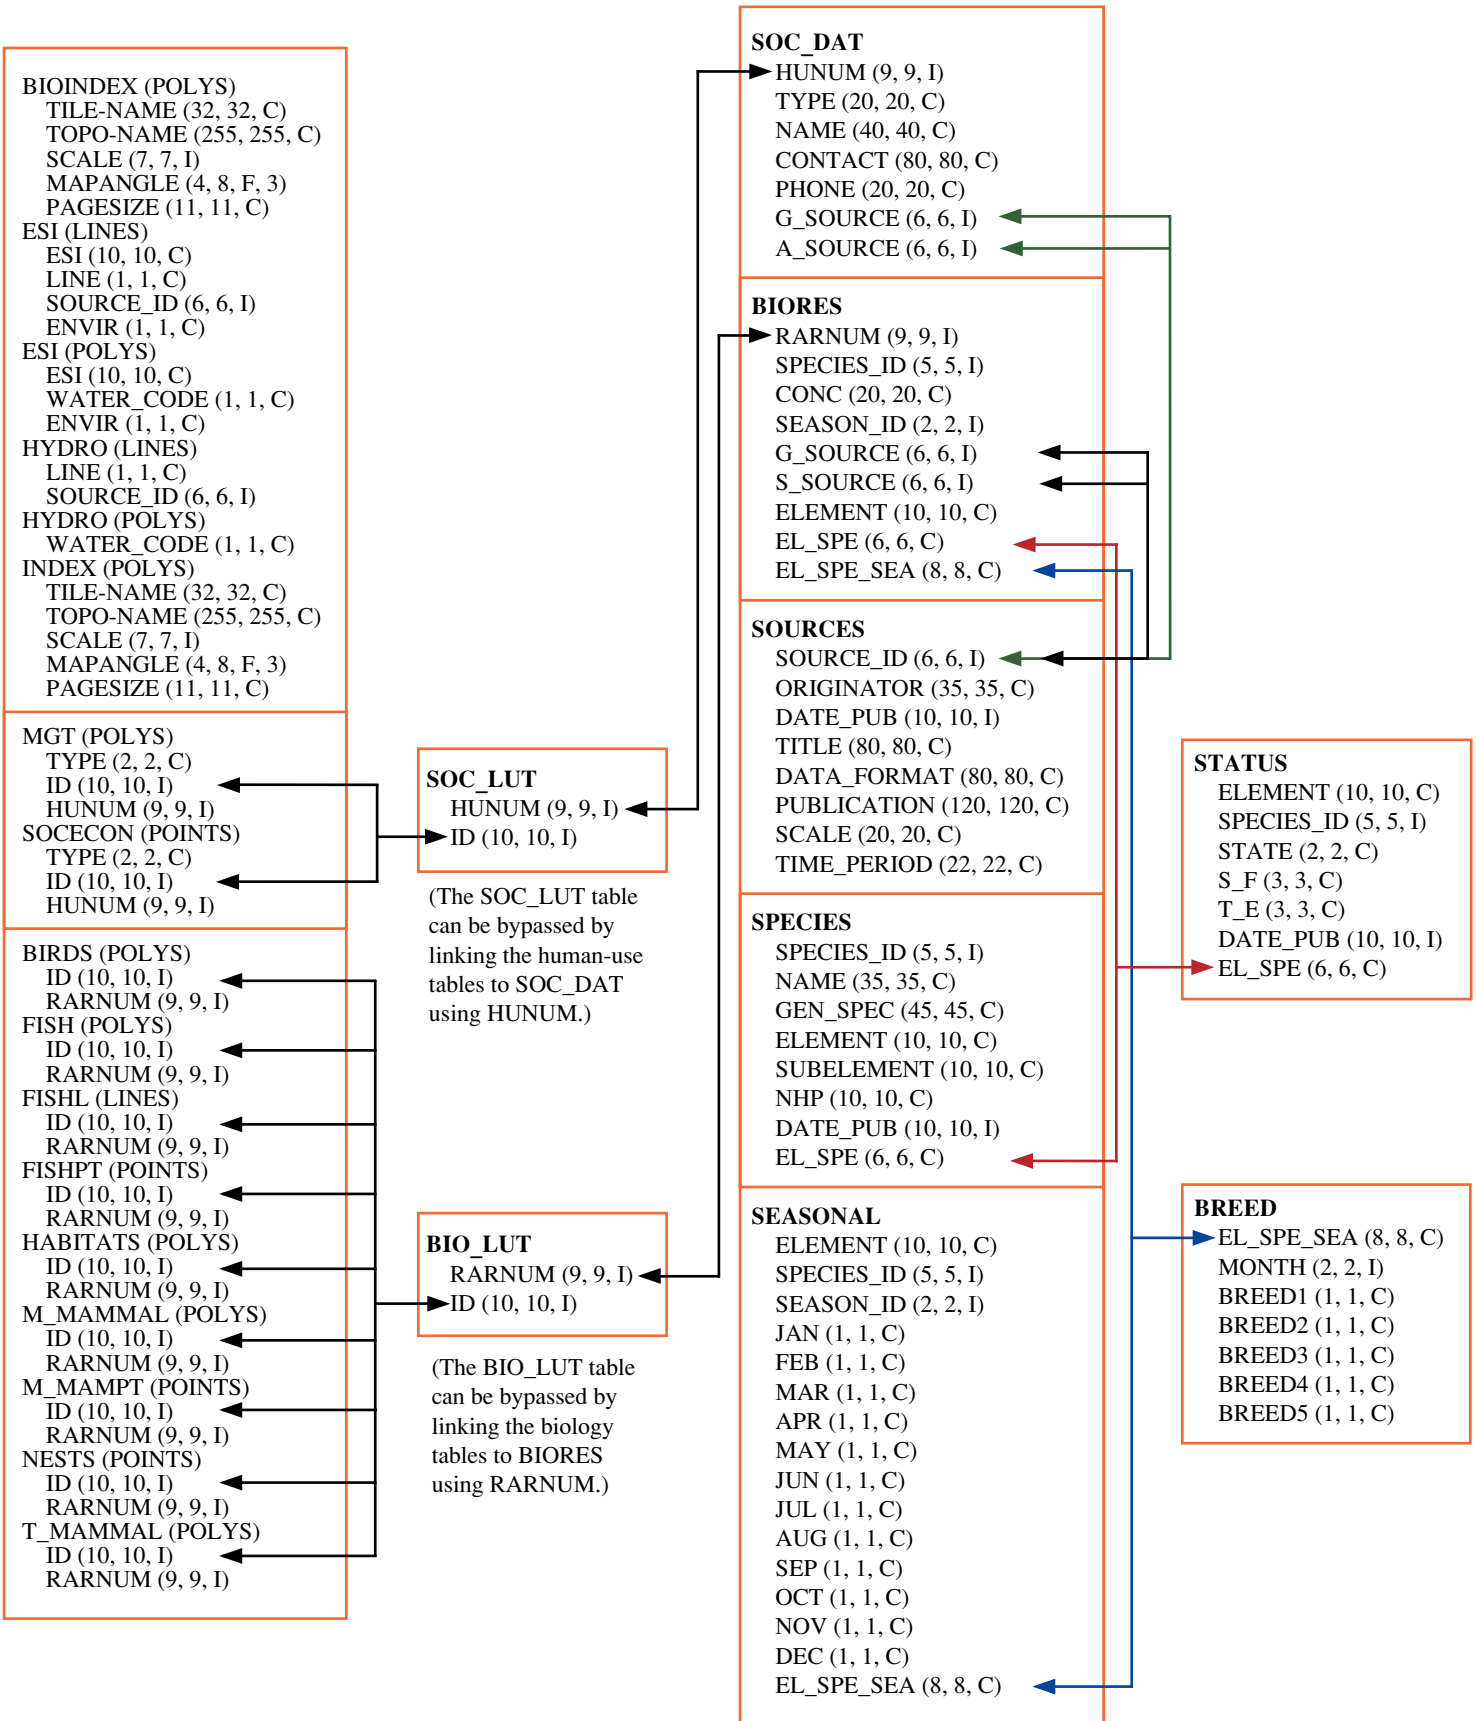 BIOINDEX (POLYS)
TILE-NAME (32, 32, C)
TOPO-NAME (255, 255, C)
SCALE (7, 7, I)
MAPANGLE (4, 8, F, 3)
PAGESIZE (11, 11, C)
ESI (LINES)
ESI (10, 10, C)
LINE (1, 1, C)
SOURCE_ID (6, 6, I)
ENVIR (1, 1, C)
ESI (POLYS)
ESI (10, 10, C)
WATER_CODE (1, 1, C)
ENVIR (1, 1, C)
HYDRO (LINES)
LINE (1, 1, C)
SOURCE_ID (6, 6, I)
HYDRO (POLYS)
WATER_CODE (1, 1, C)
INDEX (POLYS)
TILE-NAME (32, 32, C)
TOPO-NAME (255, 255, C)
SCALE (7, 7, I)
MAPANGLE (4, 8, F, 3)
PAGESIZE (11, 11, C)
MGT (POLYS)
TYPE (2, 2, C)
ID (10, 10, I)
HUNUM (9, 9, I)
SOCECON (POINTS)
TYPE (2, 2, C)
ID (10, 10, I)
HUNUM (9, 9, I)
BIRDS (POLYS)
ID (10, 10, I)
RARNUM (9, 9, I)
FISH (POLYS)
ID (10, 10, I)
RARNUM (9, 9, I)
FISHL (LINES)
ID (10, 10, I)
RARNUM (9, 9, I)
FISHPT (POINTS)
ID (10, 10, I)
RARNUM (9, 9, I)
HABITATS (POLYS)
ID (10, 10, I)
RARNUM (9, 9, I)
M_MAMMAL (POLYS)
ID (10, 10, I)
RARNUM (9, 9, I)
M_MAMPT (POINTS)
ID (10, 10, I)
RARNUM (9, 9, I)
NESTS (POINTS)
ID (10, 10, I)
RARNUM (9, 9, I)
T_MAMMAL (POLYS)
ID (10, 10, I)
RARNUM (9, 9, I)
SOC_LUT
HUNUM (9, 9, I)
ID (10, 10, I)
(The SOC_LUT table
can be bypassed by
linking the human-use
tables to SOC_DAT
using HUNUM.)
BIO_LUT
RARNUM (9, 9, I)
ID (10, 10, I)
(The BIO_LUT table
can be bypassed by
linking the biology
tables to BIORES
using RARNUM.)
SOC_DAT
HUNUM (9, 9, I)
TYPE (20, 20, C)
NAME (40, 40, C)
CONTACT (80, 80, C)
PHONE (20, 20, C)
G_SOURCE (6, 6, I)
A_SOURCE (6, 6, I)
BIORES
RARNUM (9, 9, I)
SPECIES_ID (5, 5, I)
CONC (20, 20, C)
SEASON_ID (2, 2, I)
G_SOURCE (6, 6, I)
S_SOURCE (6, 6, I)
ELEMENT (10, 10, C)
EL_SPE (6, 6, C)
EL_SPE_SEA (8, 8, C)
SOURCES
SOURCE_ID (6, 6, I)
ORIGINATOR (35, 35, C)
DATE_PUB (10, 10, I)
TITLE (80, 80, C)
DATA_FORMAT (80, 80, C)
PUBLICATION (120, 120, C)
SCALE (20, 20, C)
TIME_PERIOD (22, 22, C)
SPECIES
SPECIES_ID (5, 5, I)
NAME (35, 35, C)
GEN_SPEC (45, 45, C)
ELEMENT (10, 10, C)
SUBELEMENT (10, 10, C)
NHP (10, 10, C)
DATE_PUB (10, 10, I)
EL_SPE (6, 6, C)
SEASONAL
ELEMENT (10, 10, C)
SPECIES_ID (5, 5, I)
SEASON_ID (2, 2, I)
JAN (1, 1, C)
FEB (1, 1, C)
MAR (1, 1, C)
APR (1, 1, C)
MAY (1, 1, C)
JUN (1, 1, C)
JUL (1, 1, C)
AUG (1, 1, C)
SEP (1, 1, C)
OCT (1, 1, C)
NOV (1, 1, C)
DEC (1, 1, C)
EL_SPE_SEA (8, 8, C)
STATUS
ELEMENT (10, 10, C)
SPECIES_ID (5, 5, I)
STATE (2, 2, C)
S_F (3, 3, C)
T_E (3, 3, C)
DATE_PUB (10, 10, I)
EL_SPE (6, 6, C)
BREED
EL_SPE_SEA (8, 8, C)
MONTH (2, 2, I)
BREED1 (1, 1, C)
BREED2 (1, 1, C)
BREED3 (1, 1, C)
BREED4 (1, 1, C)
BREED5 (1, 1, C)